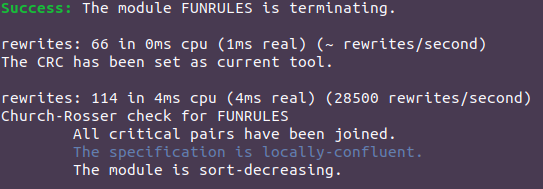 Success: The module FUNRULES is terminating.
rewrites: 66 in 0ms cpu (1ms real) (~ rewrites/second)
The CRC has been set as current tool.
rewrites: 114 in 4ms cpu (4ms real) (28500 rewrites/second)
Church-Rosser check for FUNRULES
All critical pairs have been joined.
The specification is locally-confluent.
The module is sort-decreasing.